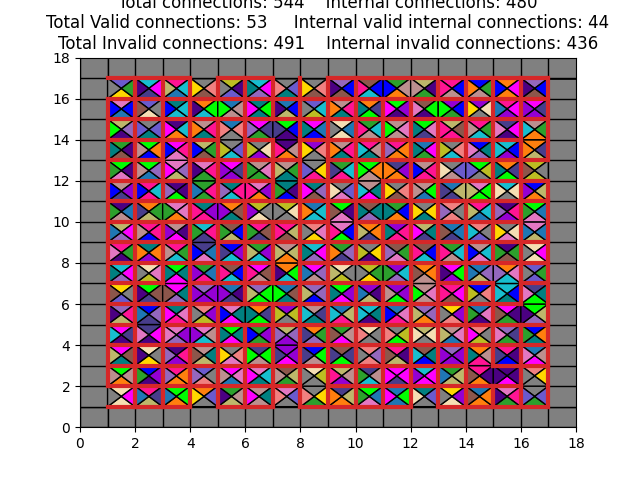 Total connections: 544 Internal connections: 480
Total Valid connections: 53 Internal valid internal connections: 44
Total Invalid connections: 491 Internal invalid connections: 436
18
16
14
12
10
8
6
4
2
0
0 2 4 6 8 10 12 14 16 18